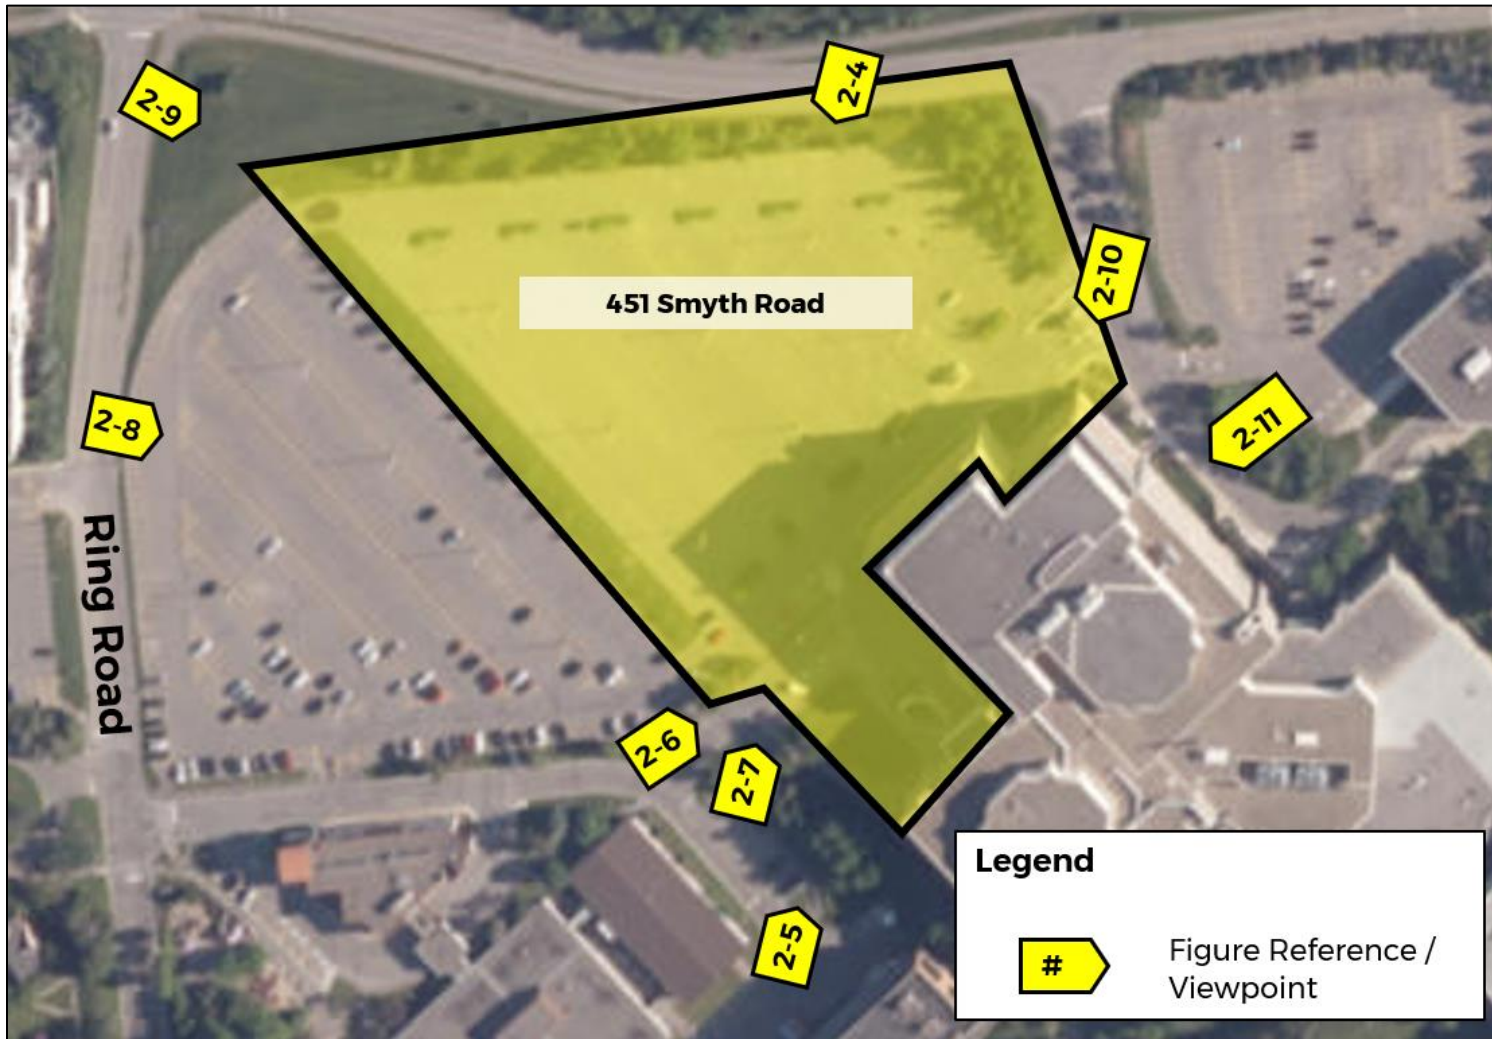 2-4
2-9
2-10
451 Smyth Road
2-8
2-11
Ring Road
2-6
2-7
2-5
Legend
#
Figure Reference /
Viewpoint